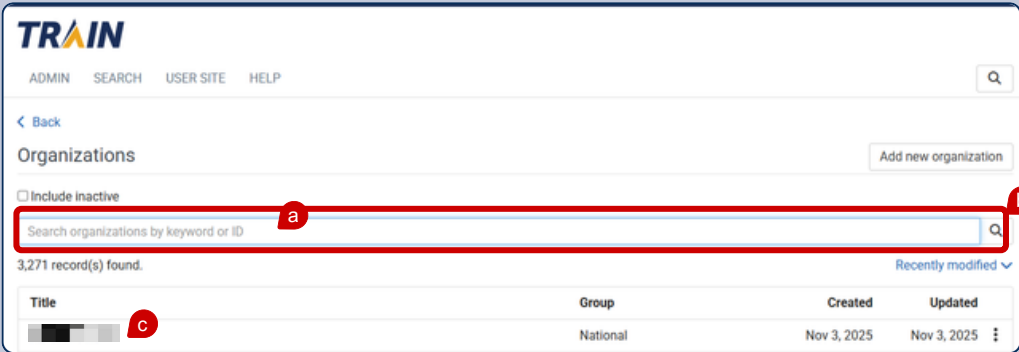 TRAIN
ADMIN SEARCH USER SITE HELP
Back
Organizations
Add new organization
Include inactive
a
Search organizations by keyword or ID
3,271 record(s) found.
Recently modified
Title Group Created Updated
c
National Nov 3, 2025 Nov 3, 2025